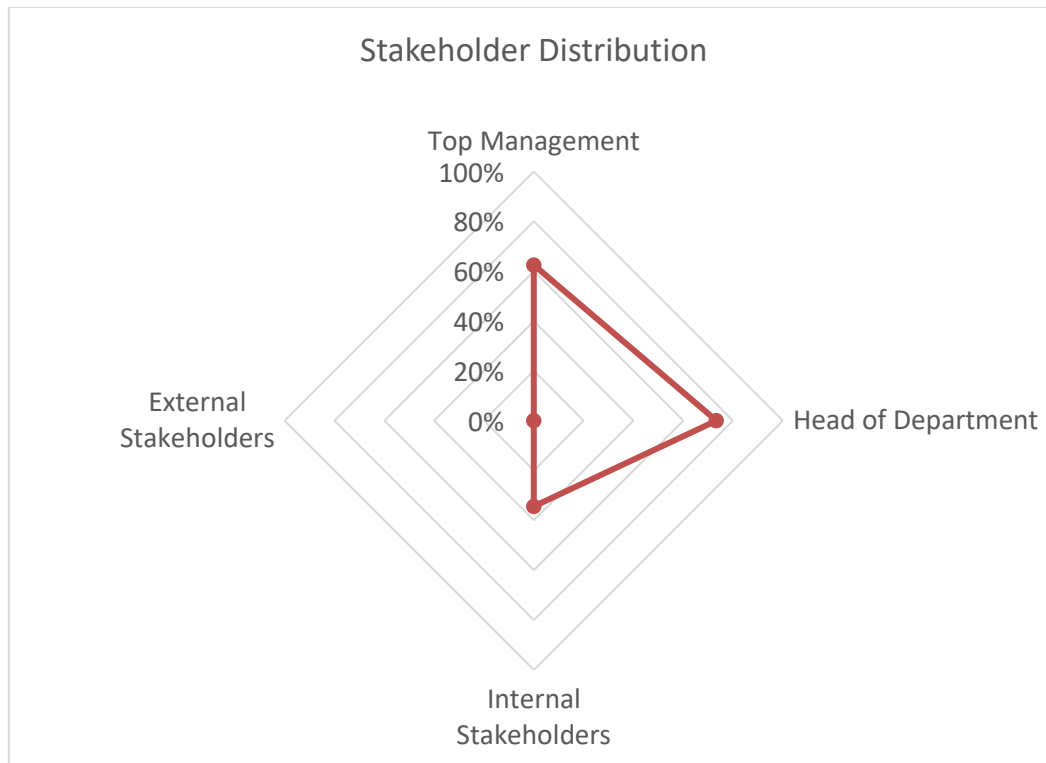 Stakeholder Distribution
Top Management
100%
80%
60%
40%
20%
0%
External
Stakeholders
Head of Department
Internal
Stakeholders